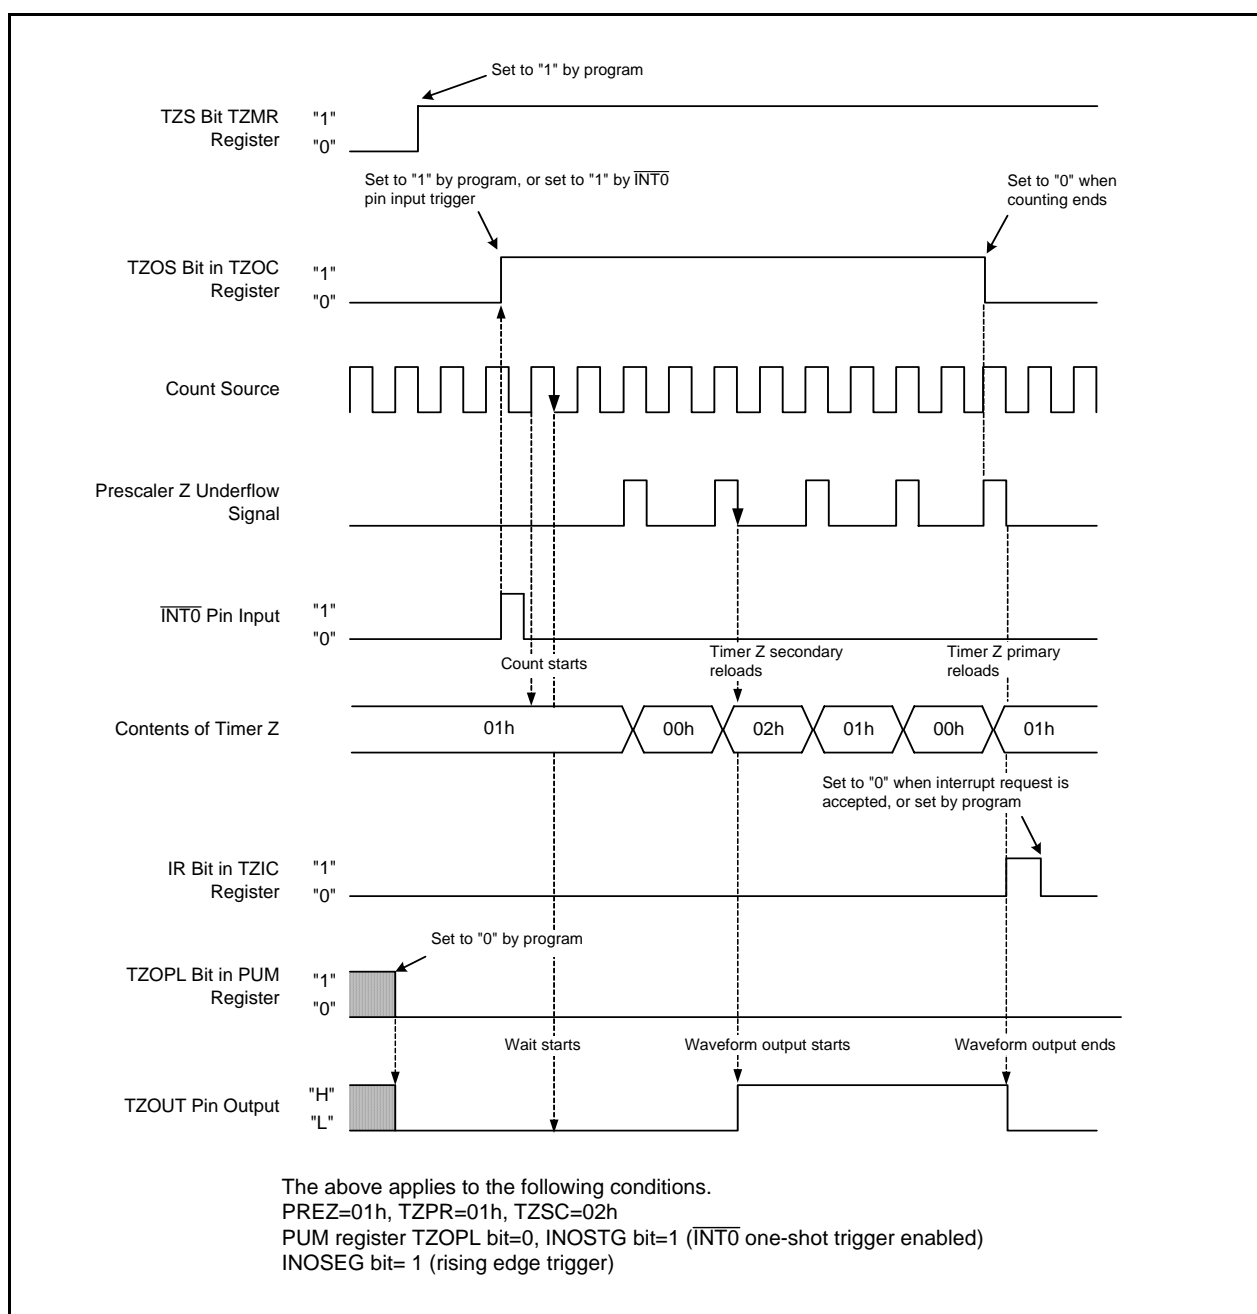 Set to "1" by program
TZS Bit TZMR
Register
"1"
"0"
Set to "1" by program, or set to "1" by I̅N̅T̅0̅
pin input trigger
Set to "0" when
counting ends
TZOS Bit in TZOC
Register
"1"
"0"
Count Source
Prescaler Z Underflow
Signal
I̅N̅T̅0̅ Pin Input
"1"
"0"
Count starts
Timer Z secondary
reloads
Timer Z primary
reloads
Contents of Timer Z
01h 00h 02h 01h 00h 01h
Set to "0" when interrupt request is
accepted, or set by program
IR Bit in TZIC
Register
"1"
"0"
Set to "0" by program
TZOPL Bit in PUM
Register
"1"
"0"
Wait starts
Waveform output starts
Waveform output ends
TZOUT Pin Output
"H"
"L"
The above applies to the following conditions.
PREZ=01h, TZPR=01h, TZSC=02h
PUM register TZOPL bit=0, INOSTG bit=1 (I̅N̅T̅0̅ one-shot trigger enabled)
INOSEG bit= 1 (rising edge trigger)